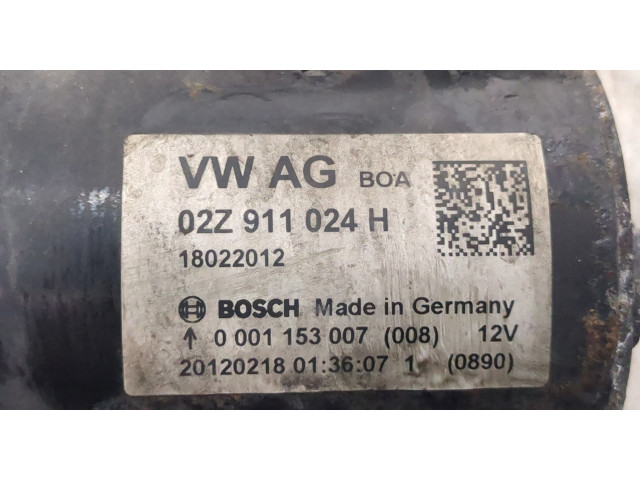 VW AG BOA
02Z 911 024 H
18022012
BOSCH Made in Germany
↑ 0 001 153 007 (008) 12V
20120218 01:36:07 1 (0890)